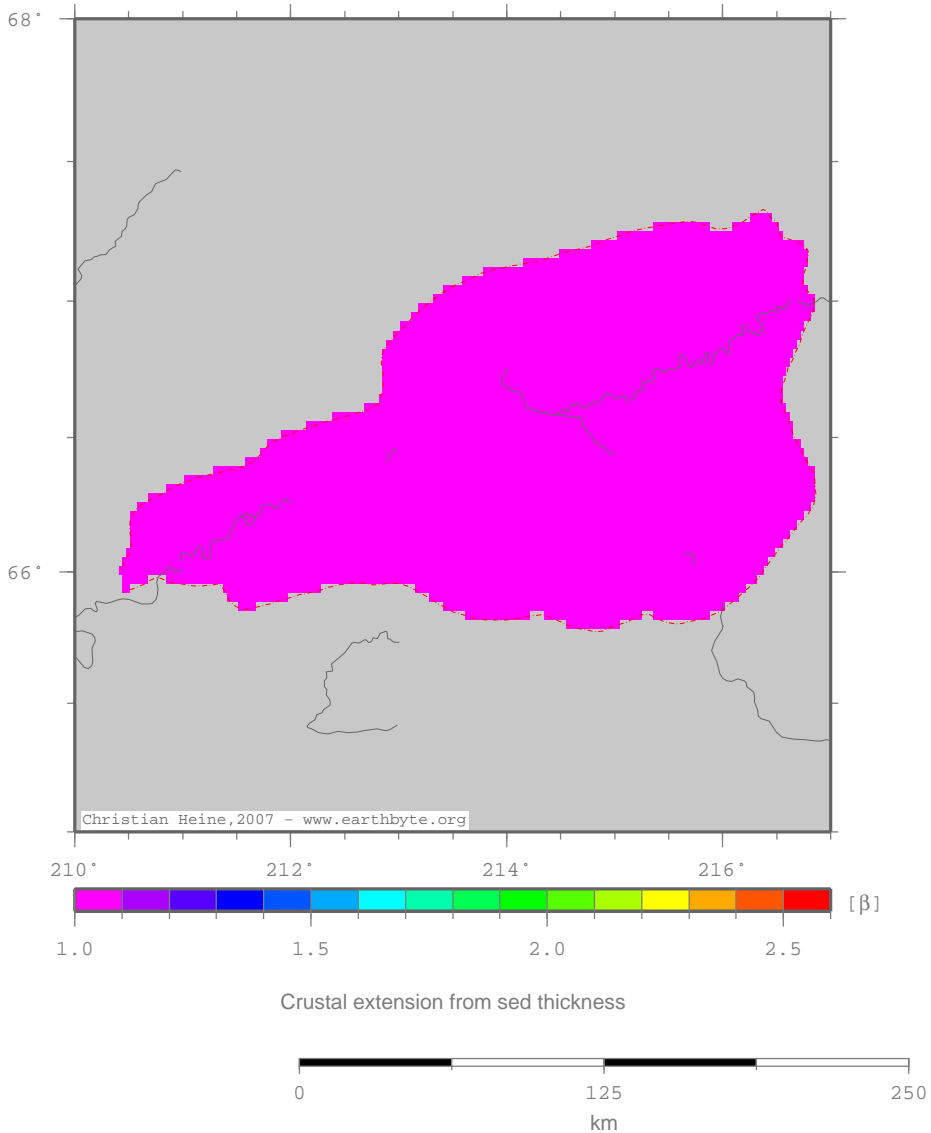 68°
66°
Christian Heine,2007 - www.earthbyte.org
210° 212° 214° 216°
[β]
1.0 1.5 2.0 2.5
Crustal extension from sed thickness
0 125 250
km